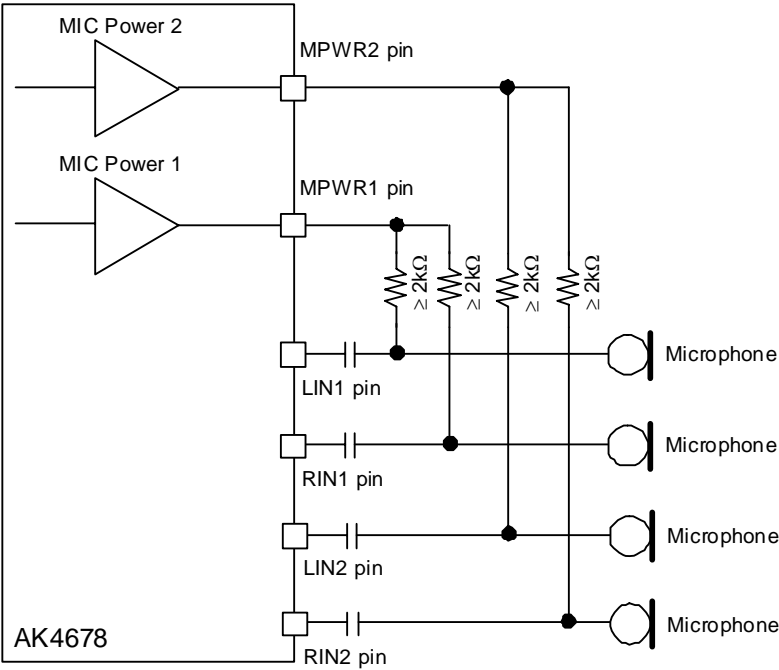 MIC Power 2
MPWR2 pin
MIC Power 1
MPWR1 pin
≥ 2kΩ
≥ 2kΩ
≥ 2kΩ
≥ 2kΩ
Microphone
LIN1 pin
Microphone
RIN1 pin
Microphone
LIN2 pin
Microphone
AK4678
RIN2 pin